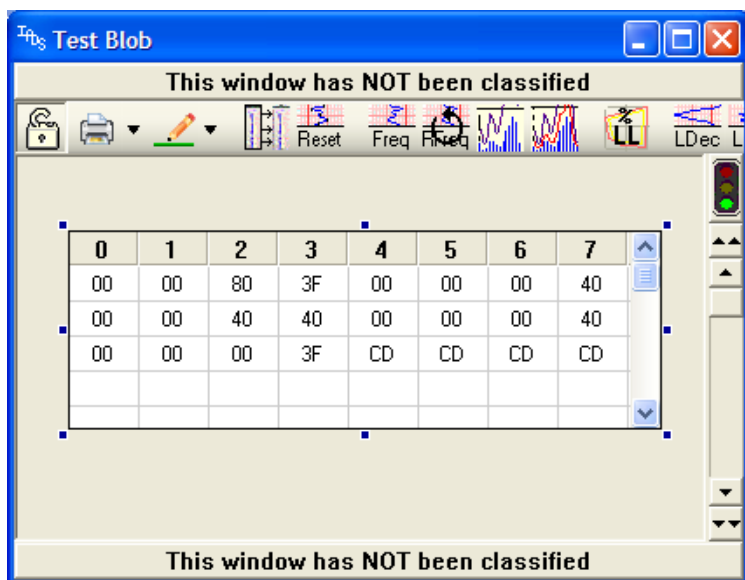 IADS Test Blob
This window has NOT been classified
Reset Freq % LL LDec L
0 1 2 3 4 5 6 7
00 00 80 3F 00 00 00 40
00 00 40 40 00 00 00 40
00 00 00 3F CD CD CD CD
This window has NOT been classified